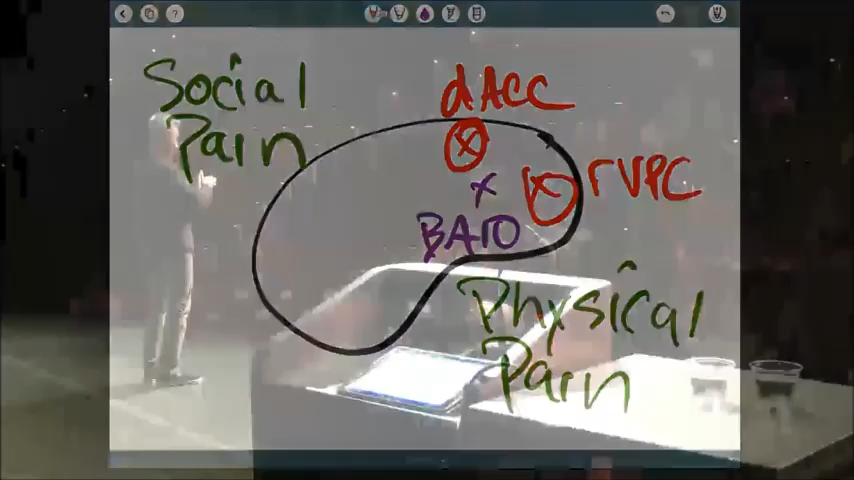 Social
Pain
dACC
rVPC
BA10
Physical
Pain